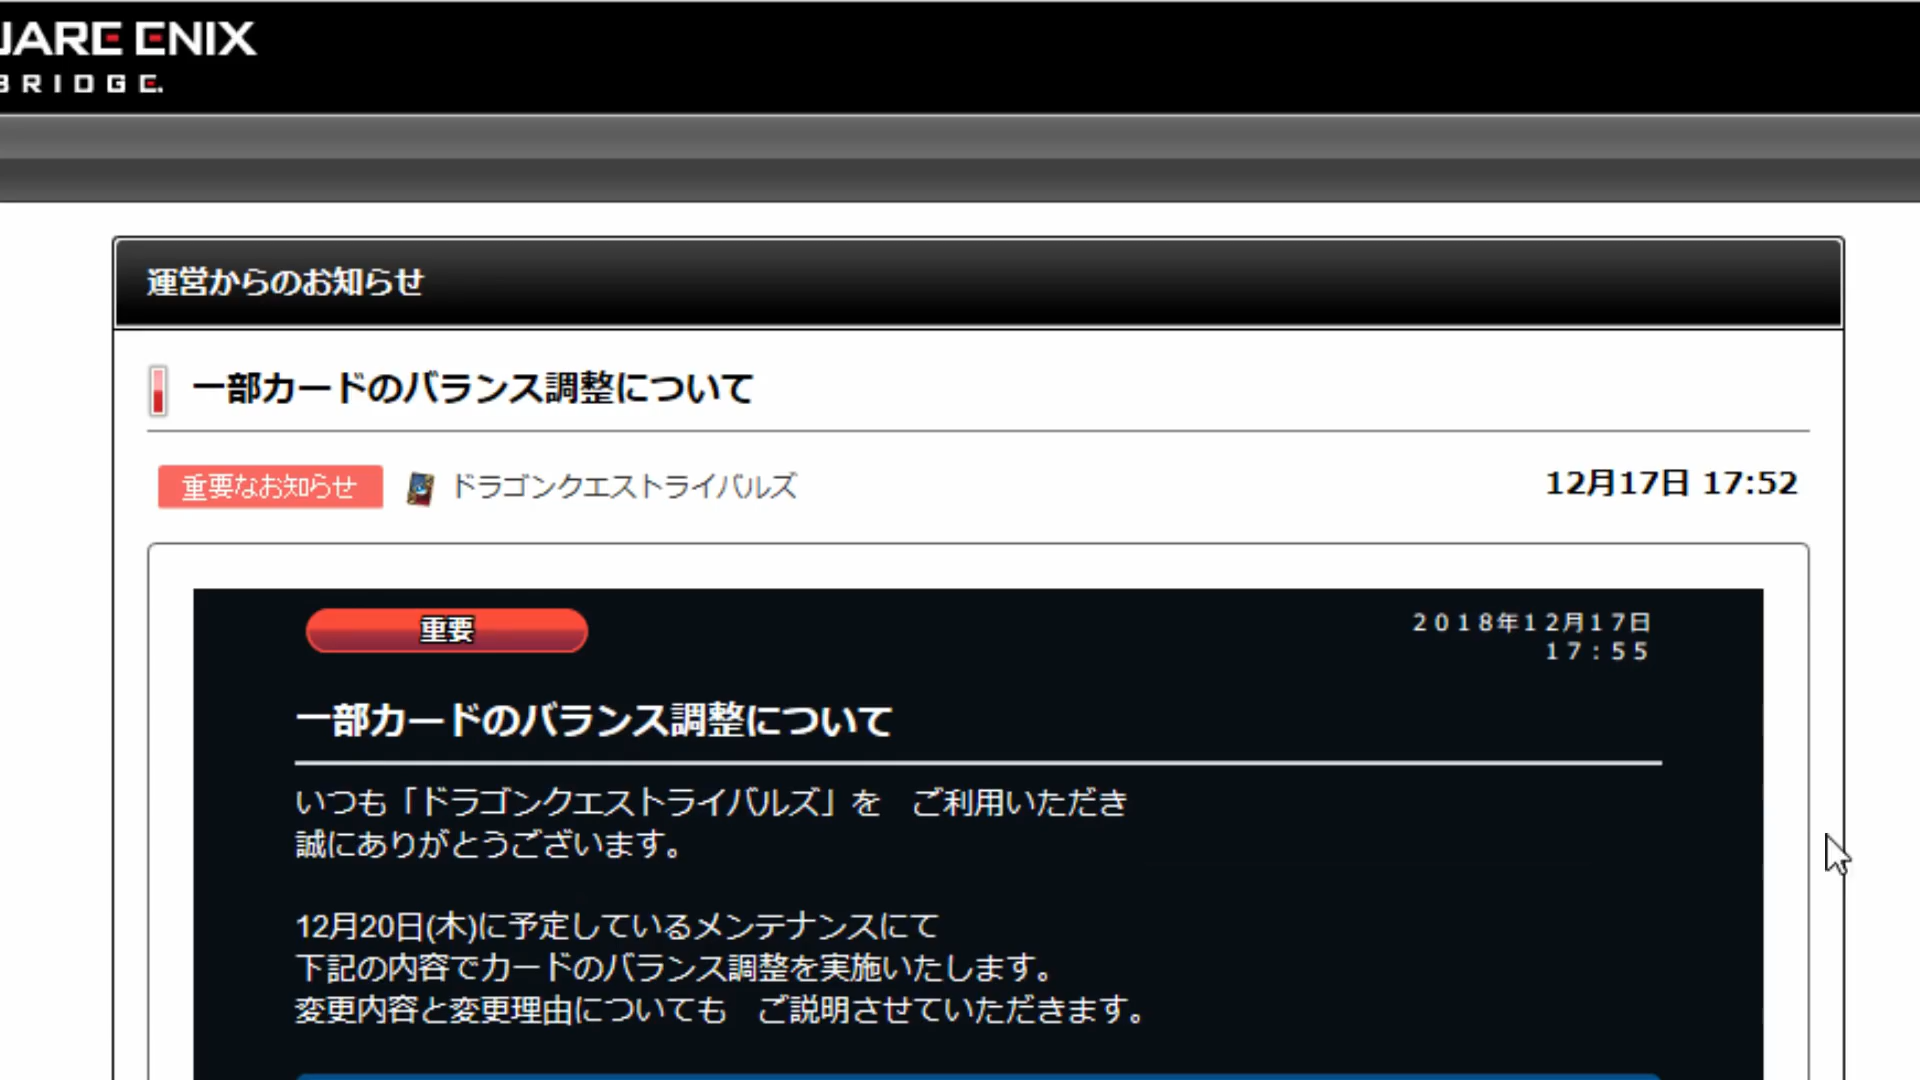 UARE ENIX
BRIDGE.
運営からのお知らせ
一部カードのバランス調整について
重要なお知らせ ドラゴンクエストライバルズ 12月17日 17:52
重要 2018年12月17日
17:55
一部カードのバランス調整について
いつも「ドラゴンクエストライバルズ」を　ご利用いただき
誠にありがとうございます。
12月20日(木)に予定しているメンテナンスにて
下記の内容でカードのバランス調整を実施いたします。
変更内容と変更理由についても　ご説明させていただきます。